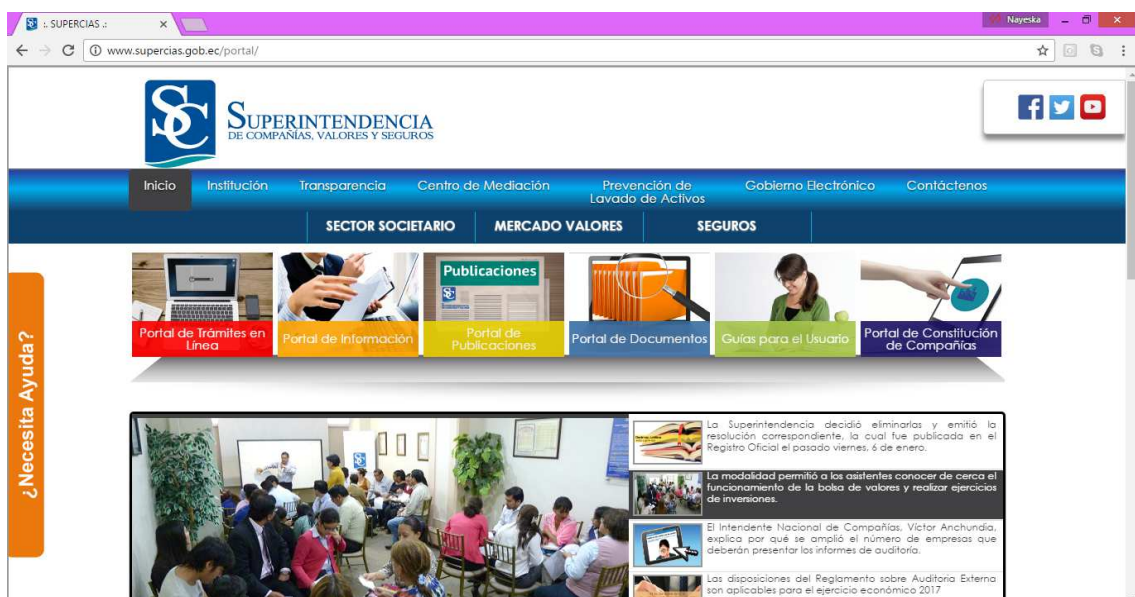 :. SUPERCIAS .:
Nayeska
www.supercias.gob.ec/portal/
SC
SUPERINTENDENCIA
DE COMPAÑÍAS, VALORES Y SEGUROS
Inicio
Institución
Transparencia
Centro de Mediación
Prevención de
Lavado de Activos
Gobierno Electrónico
Contáctenos
SECTOR SOCIETARIO
MERCADO VALORES
SEGUROS
Portal de Trámites en
Línea
Portal de Información
Publicaciones
Portal de
Publicaciones
Portal de Documentos
Guías para el Usuario
Portal de Constitución
de Compañías
¿Necesita Ayuda?
La Superintendencia decidió eliminarlas y emitió la
resolución correspondiente, la cual fue publicada en el
Registro Oficial el pasado viernes, 6 de enero.
La modalidad permitió a los asistentes conocer de cerca el
funcionamiento de la bolsa de valores y realizar ejercicios
de inversiones.
El Intendente Nacional de Compañías, Víctor Anchundia,
explica por qué se amplió el número de empresas que
deberán presentar los informes de auditoría.
Las disposiciones del Reglamento sobre Auditoria Externa
son aplicables para el ejercicio económico 2017